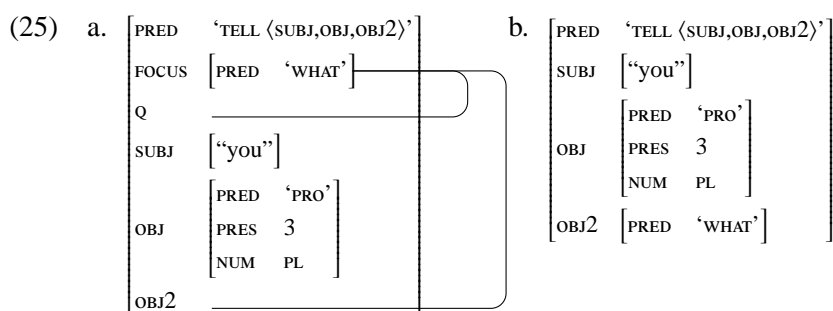 (25) a.
PRED ‘TELL ⟨SUBJ,OBJ,OBJ2⟩’
FOCUS [PRED ‘WHAT’]
Q
SUBJ [“you”]
OBJ
PRED ‘PRO’
PRES 3
NUM PL
OBJ2
b.
PRED ‘TELL ⟨SUBJ,OBJ,OBJ2⟩’
SUBJ [“you”]
OBJ
PRED ‘PRO’
PRES 3
NUM PL
OBJ2 [PRED ‘WHAT’]